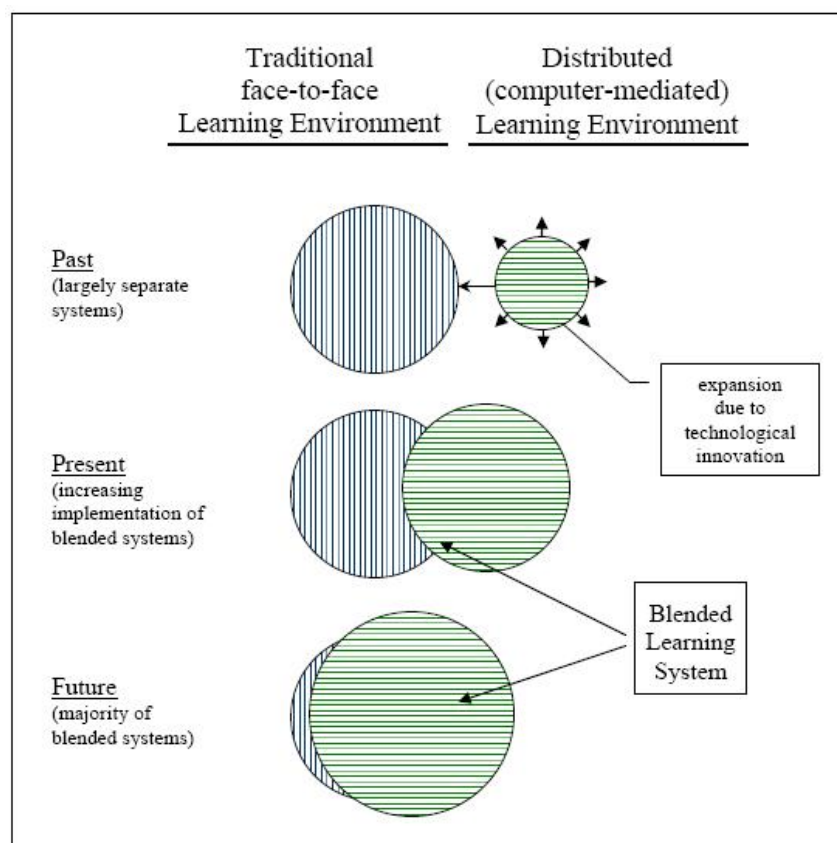 Traditional
face-to-face
Learning Environment
Distributed
(computer-mediated)
Learning Environment
Past
(largely separate
systems)
expansion
due to
technological
innovation
Present
(increasing
implementation of
blended systems)
Blended
Learning
System
Future
(majority of
blended systems)